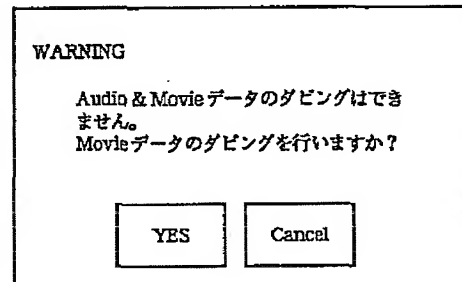 WARNING
Audio & Movieデータのダビングはでき
ません。
Movieデータのダビングを行いますか？
YES
Cancel